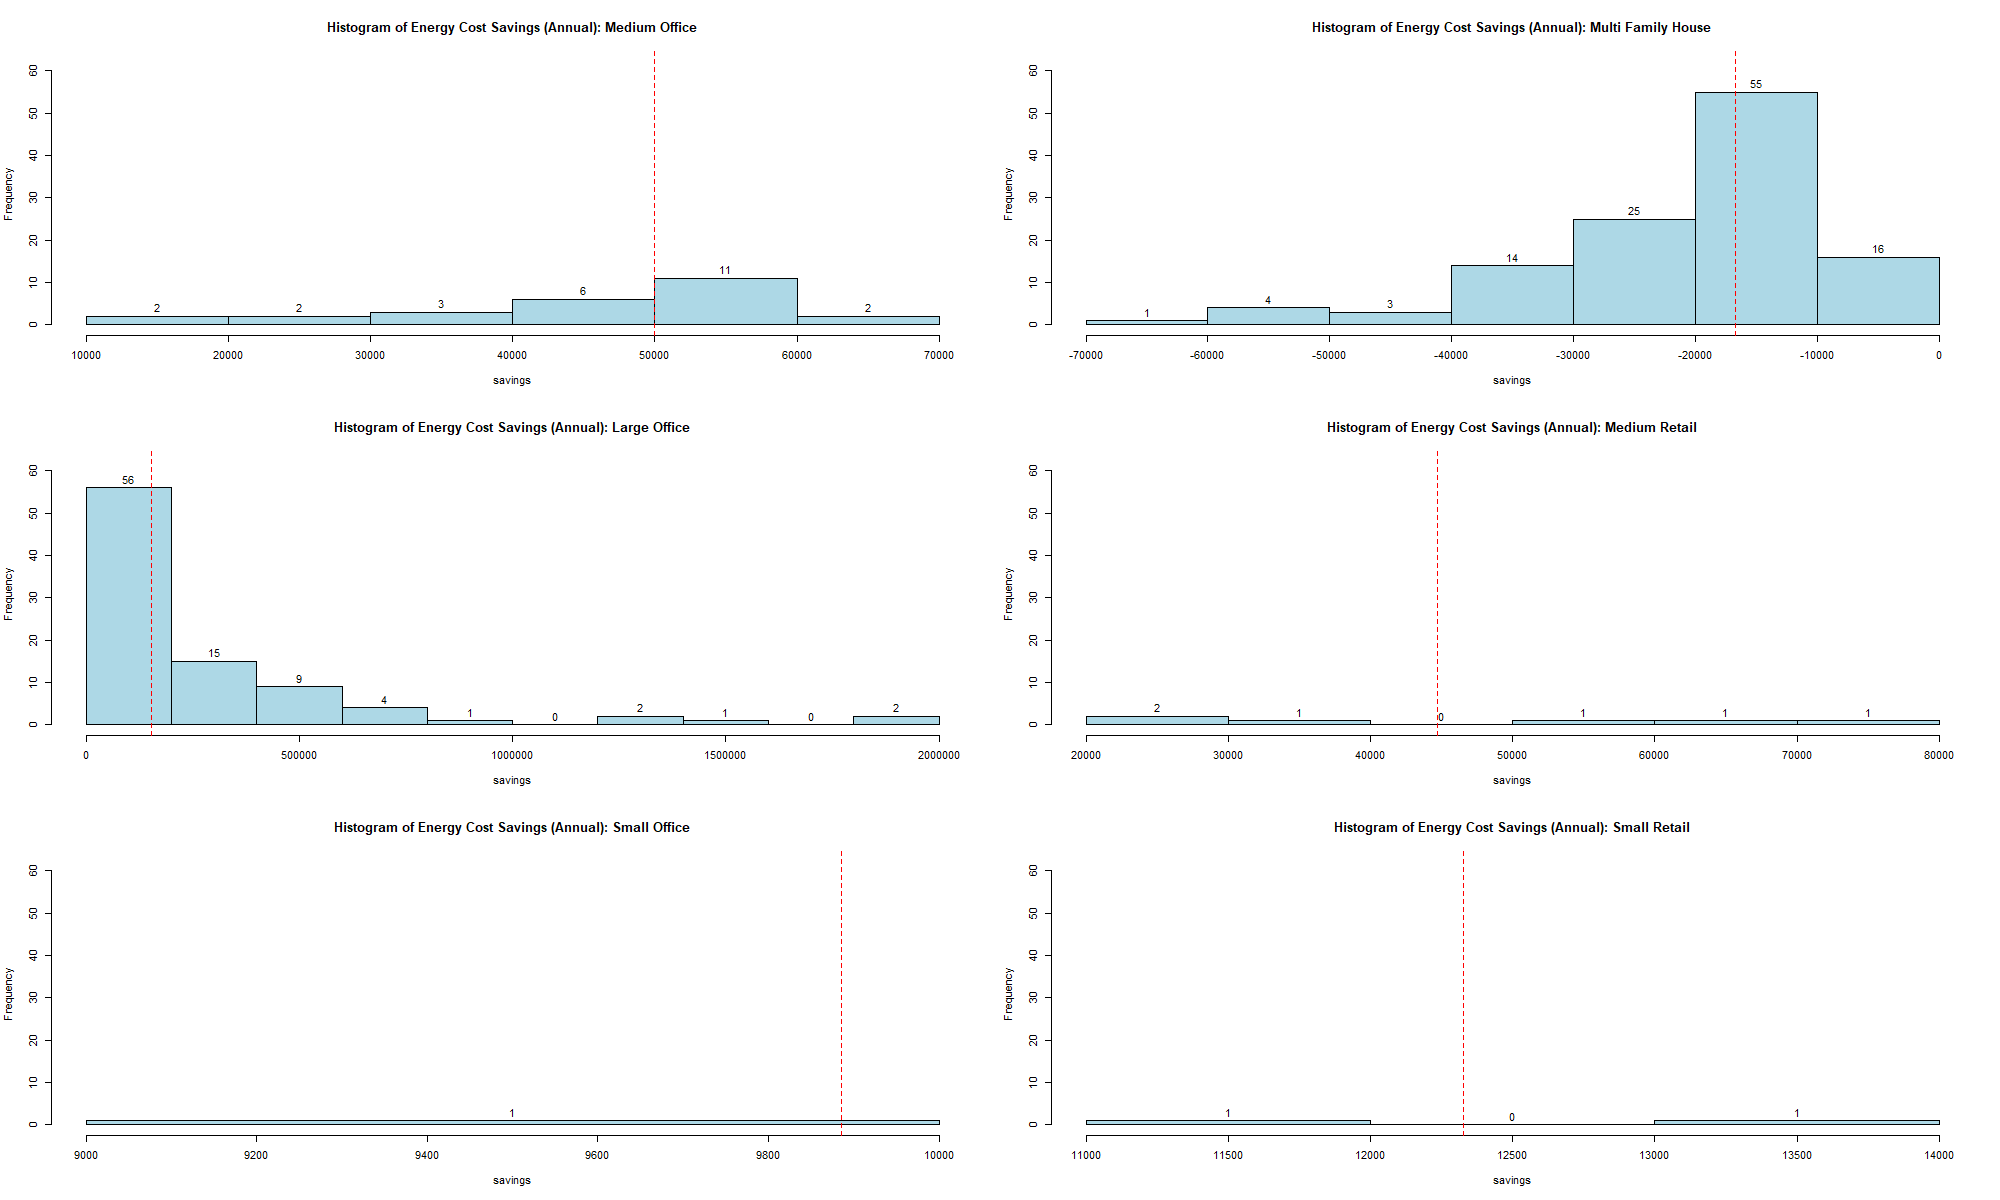 Histogram of Energy Cost Savings (Annual): Medium Office
Frequency
0 10 20 30 40 50 60
2 2 3 6 11 2
10000 20000 30000 40000 50000 60000 70000
savings
Histogram of Energy Cost Savings (Annual): Multi Family House
Frequency
0 10 20 30 40 50 60
1 4 3 14 25 55 16
-70000 -60000 -50000 -40000 -30000 -20000 -10000 0
savings
Histogram of Energy Cost Savings (Annual): Large Office
Frequency
0 10 20 30 40 50 60
56 15 9 4 1 0 2 1 0 2
0 500000 1000000 1500000 2000000
savings
Histogram of Energy Cost Savings (Annual): Medium Retail
Frequency
0 10 20 30 40 50 60
2 1 0 1 1 1
20000 30000 40000 50000 60000 70000 80000
savings
Histogram of Energy Cost Savings (Annual): Small Office
Frequency
0 10 20 30 40 50 60
1
9000 9200 9400 9600 9800 10000
savings
Histogram of Energy Cost Savings (Annual): Small Retail
Frequency
0 10 20 30 40 50 60
1 0 1
11000 11500 12000 12500 13000 13500 14000
savings